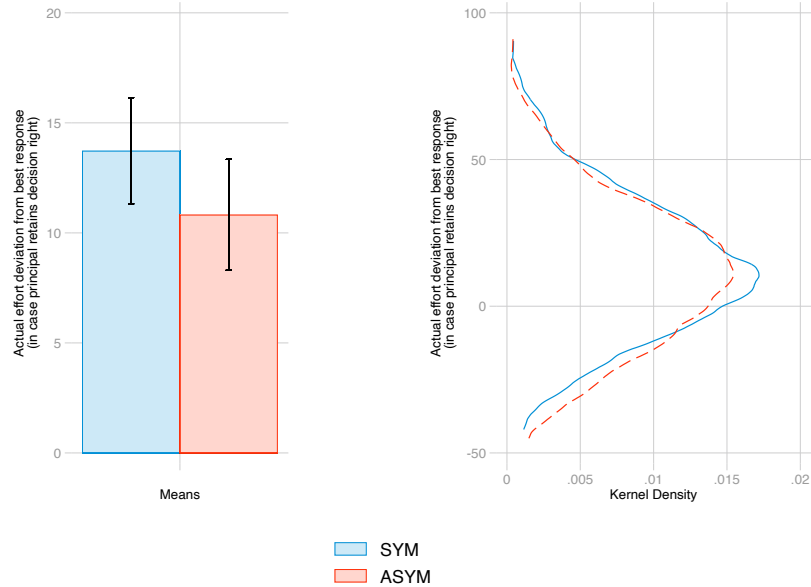 Actual effort deviation from best response
(in case principal retains decision right)
20
15
10
5
0
Means
Actual effort deviation from best response
(in case principal retains decision right)
100
50
0
-50
0
.005
.01
.015
.02
Kernel Density
SYM
ASYM